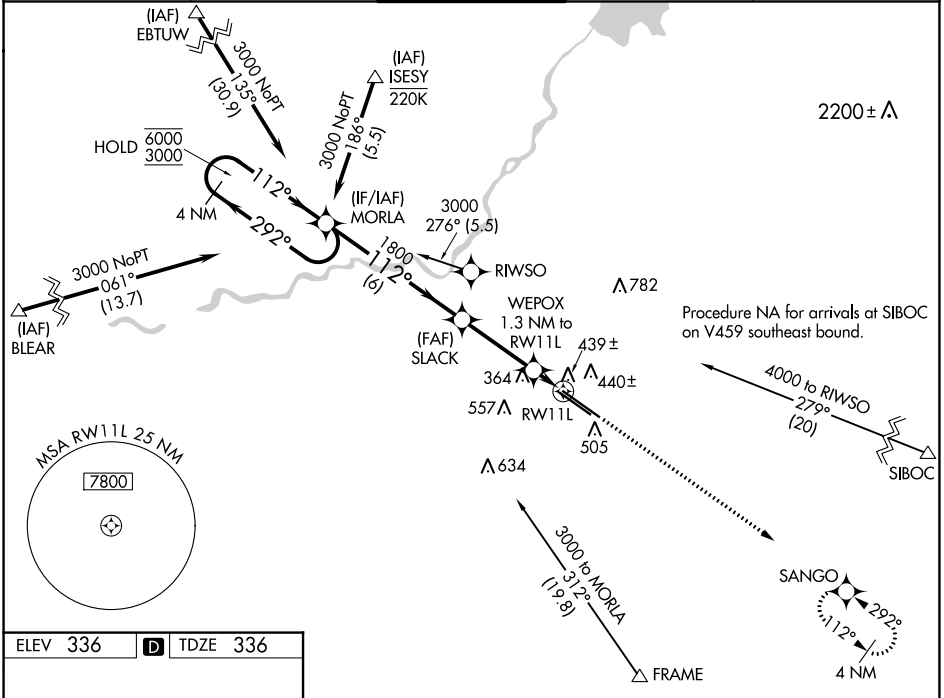 (IAF)
EBTUW
3000 NoPT
135°
(30.9)
(IAF)
ISESY
220K
3000 NoPT
186°
(5.5)
2200±
HOLD 6000
3000
112°
4 NM
292°
(IF/IAF)
MORLA
3000
276° (5.5)
1800
112°
(6)
RIWSO
3000 NoPT
061°
(13.7)
(IAF)
BLEAR
782
WEPOX
1.3 NM to
RW11L
(FAF)
SLACK
Procedure NA for arrivals at SIBOC
on V459 southeast bound.
439±
364
440±
557
RW11L
505
4000 to RIWSO
279°
(20)
SIBOC
634
MSA RW11L 25 NM
7800
3000 to MORLA
312°
(19.8)
FRAME
SANGO
292°
112°
4 NM
ELEV 336 D TDZE 336